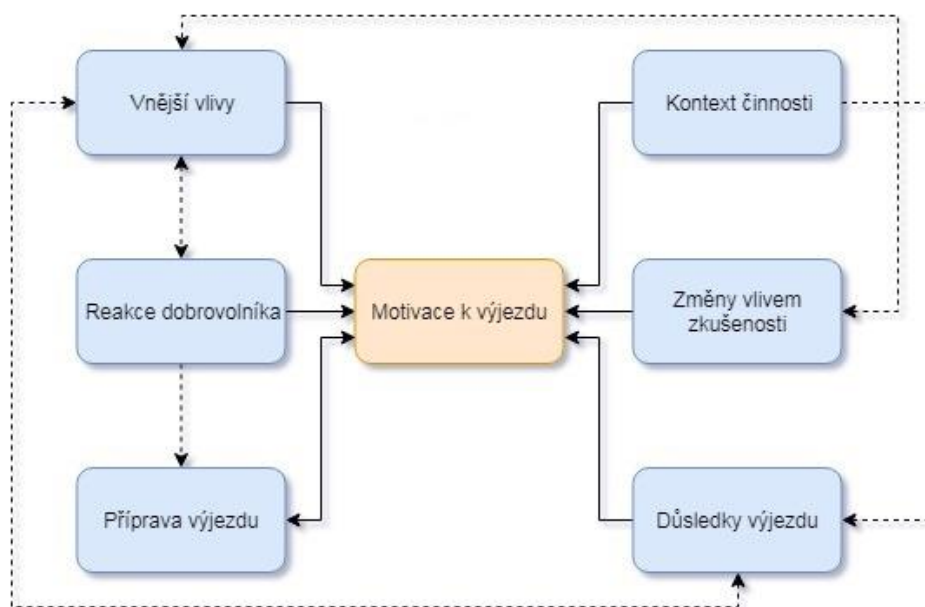 Vnější vlivy
Kontext činnosti
Reakce dobrovolníka
Motivace k výjezdu
Změny vlivem
zkušenosti
Příprava výjezdu
Důsledky výjezdu